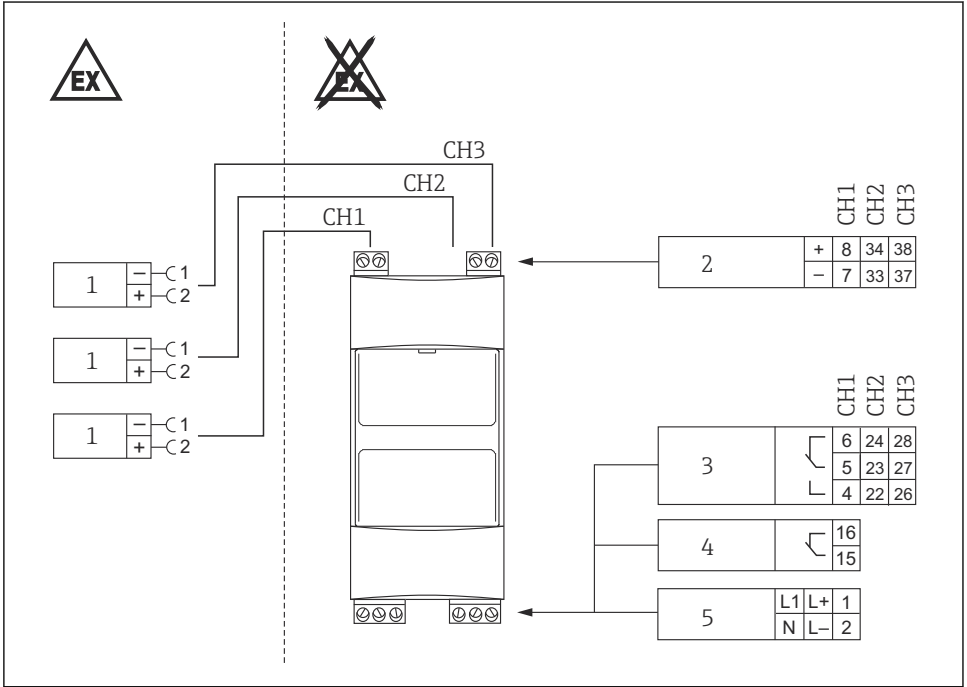 EX
EX
CH3
CH2
CH1
1 − 1
+ 2
1 − 1
+ 2
1 − 1
+ 2
CH1 CH2 CH3
2 + 8 34 38
− 7 33 37
CH1 CH2 CH3
3 6 24 28
5 23 27
4 22 26
4 16
15
5 L1 L+ 1
N L− 2